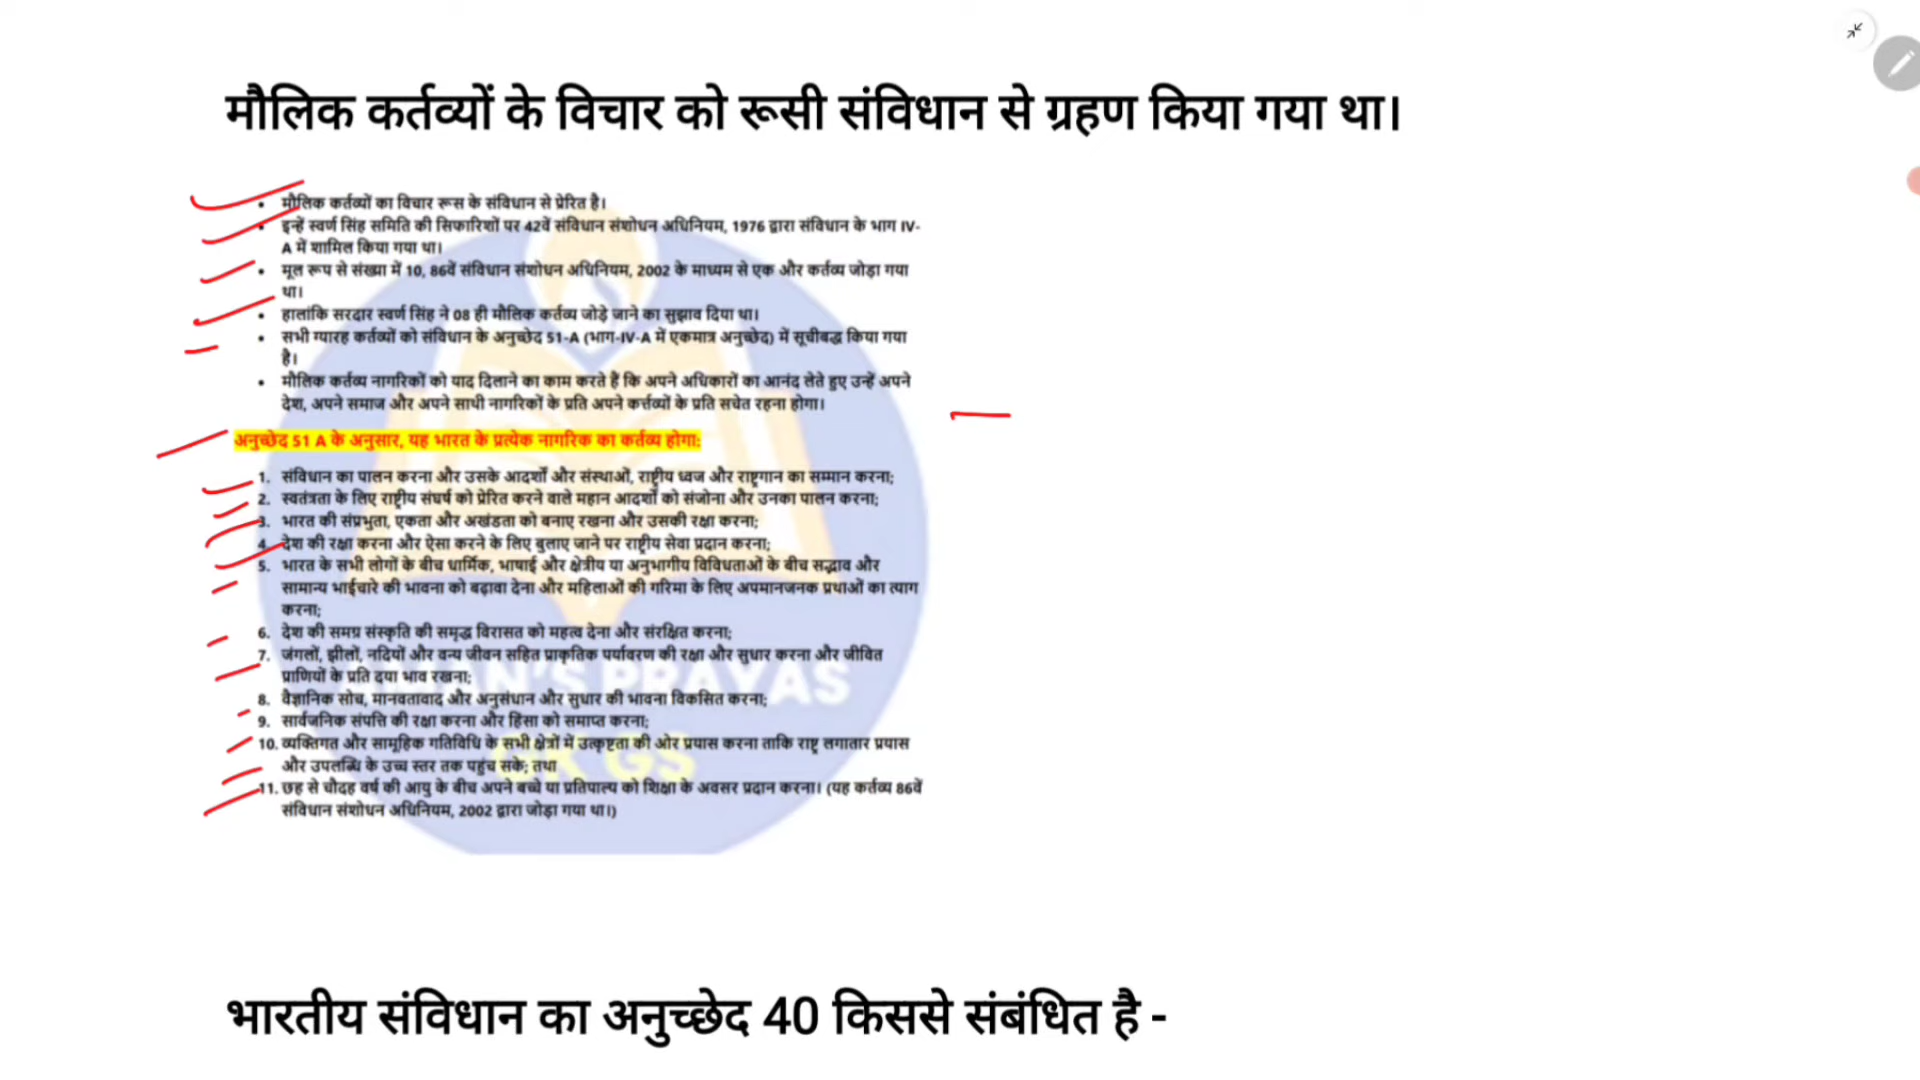 मौलिक कर्तव्यों के विचार को रूसी संविधान से ग्रहण किया गया था।
• मौलिक कर्तव्यों का विचार रूस के संविधान से प्रेरित है।
• इन्हें स्वर्ण सिंह समिति की सिफारिशों पर 42वें संविधान संशोधन अधिनियम, 1976 द्वारा संविधान के भाग IV-
A में शामिल किया गया था।
• मूल रूप से संख्या में 10, 86वें संविधान संशोधन अधिनियम, 2002 के माध्यम से एक और कर्तव्य जोड़ा गया
था।
• हालांकि सरदार स्वर्ण सिंह ने 08 ही मौलिक कर्तव्य जोड़े जाने का सुझाव दिया था।
• सभी ग्यारह कर्तव्यों को संविधान के अनुच्छेद 51-A (भाग-IV-A में एकमात्र अनुच्छेद) में सूचीबद्ध किया गया
है।
• मौलिक कर्तव्य नागरिकों को याद दिलाने का काम करते हैं कि अपने अधिकारों का आनंद लेते हुए उन्हें अपने
देश, अपने समाज और अपने साथी नागरिकों के प्रति अपने कर्त्तव्यों के प्रति सचेत रहना होगा।
अनुच्छेद 51 A के अनुसार, यह भारत के प्रत्येक नागरिक का कर्तव्य होगा:
1. संविधान का पालन करना और उसके आदर्शों और संस्थाओं, राष्ट्रीय ध्वज और राष्ट्रगान का सम्मान करना;
2. स्वतंत्रता के लिए राष्ट्रीय संघर्ष को प्रेरित करने वाले महान आदर्शों को संजोना और उनका पालन करना;
3. भारत की संप्रभुता, एकता और अखंडता को बनाए रखना और उसकी रक्षा करना;
4. देश की रक्षा करना और ऐसा करने के लिए बुलाए जाने पर राष्ट्रीय सेवा प्रदान करना;
5. भारत के सभी लोगों के बीच धार्मिक, भाषाई और क्षेत्रीय या अनुभागीय विविधताओं के बीच सद्भाव और
सामान्य भाईचारे की भावना को बढ़ावा देना और महिलाओं की गरिमा के लिए अपमानजनक प्रथाओं का त्याग
करना;
6. देश की समग्र संस्कृति की समृद्ध विरासत को महत्व देना और संरक्षित करना;
7. जंगलों, झीलों, नदियों और वन्य जीवन सहित प्राकृतिक पर्यावरण की रक्षा और सुधार करना और जीवित
प्राणियों के प्रति दया भाव रखना;
8. वैज्ञानिक सोच, मानवतावाद और अनुसंधान और सुधार की भावना विकसित करना;
9. सार्वजनिक संपत्ति की रक्षा करना और हिंसा को समाप्त करना;
10. व्यक्तिगत और सामूहिक गतिविधि के सभी क्षेत्रों में उत्कृष्टता की ओर प्रयास करना ताकि राष्ट्र लगातार प्रयास
और उपलब्धि के उच्च स्तर तक पहुंच सके; तथा
11. छह से चौदह वर्ष की आयु के बीच अपने बच्चे या प्रतिपाल्य को शिक्षा के अवसर प्रदान करना। (यह कर्तव्य 86वें
संविधान संशोधन अधिनियम, 2002 द्वारा जोड़ा गया था।)
PRAYAS
GK GS
भारतीय संविधान का अनुच्छेद 40 किससे संबंधित है -